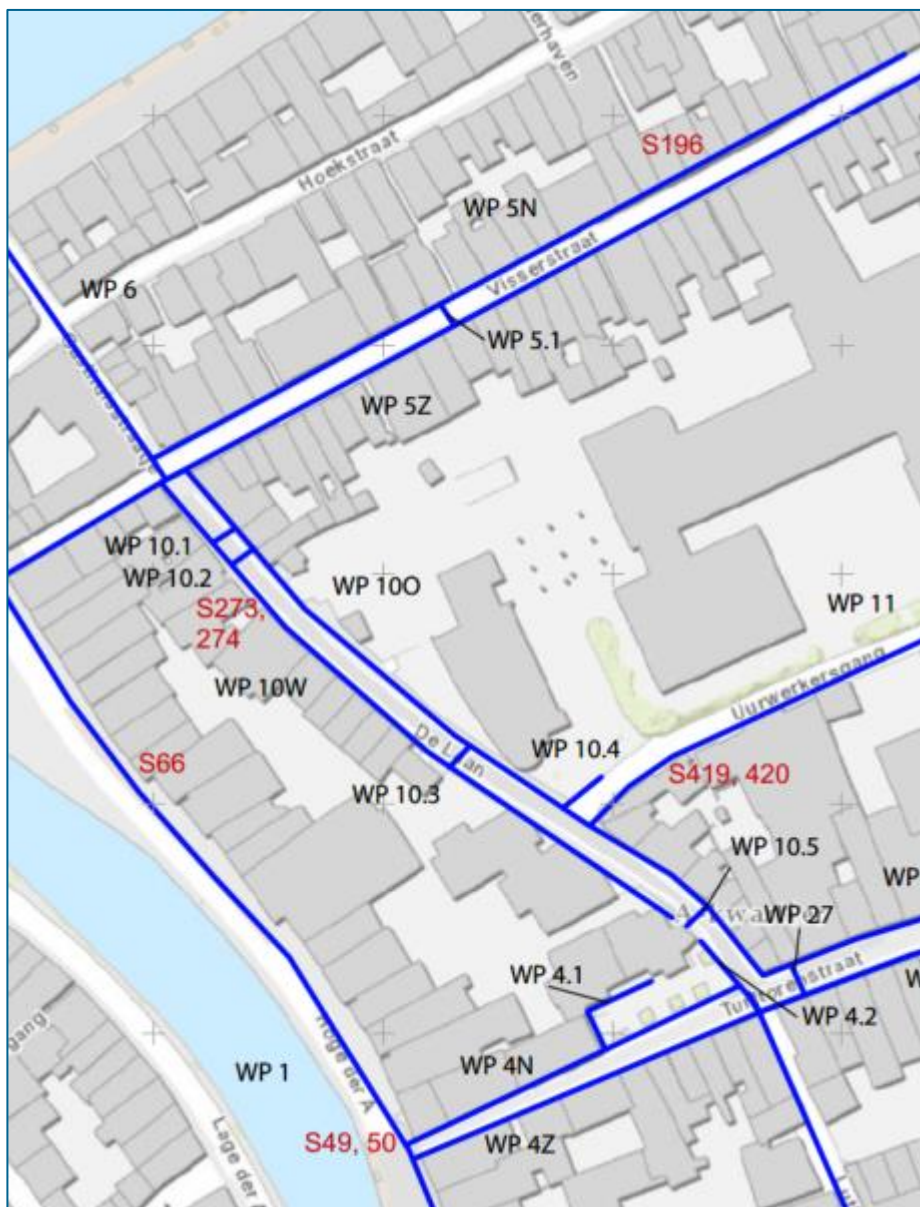 S196
Hoekstraat
WP 5N
Visserstraat
WP 6
WP 5.1
WP 5Z
WP 10.1
WP 10.2
WP 10O
S273,
274
WP 11
WP 10W
Uurwerkersgang
De L
an
WP 10.4
S66
S419, 420
WP 10.3
WP 10.5
WP
WP 27
WP 4.1
WP 4.2
gang
Hoge der A
WP 4N
WP 1
Lage der A
S49, 50
WP 4Z